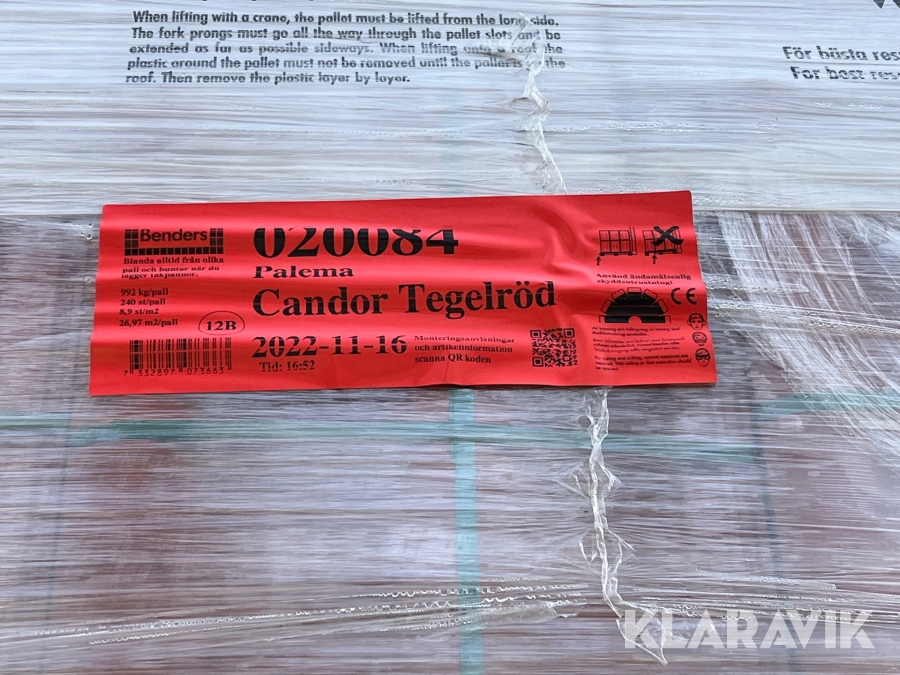 When lifting with a crane, the pallet must be lifted from the long side.
The fork prongs must go all the way through the pallet slots and be
extended as far as possible sideways. When lifting onto a roof the
plastic around the pallet must not be removed until the pallet is on the
roof. Then remove the plastic layer by layer.
För bästa res
For best res
Benders
Blanda alltid från olika
pall och buntar när du
lägger takpannor.
992 kg/pall
240 st/pall
8,9 st/m2
26,97 m2/pall
12B
7 332897 073663
020084
Palema
Candor Tegelröd
2022-11-16
Tid: 16:52
Monteringsanvisningar
och artikelinformation
scanna QR koden
Använd ändamålsenlig
skyddsutrustning!
CE
KLARAVIK